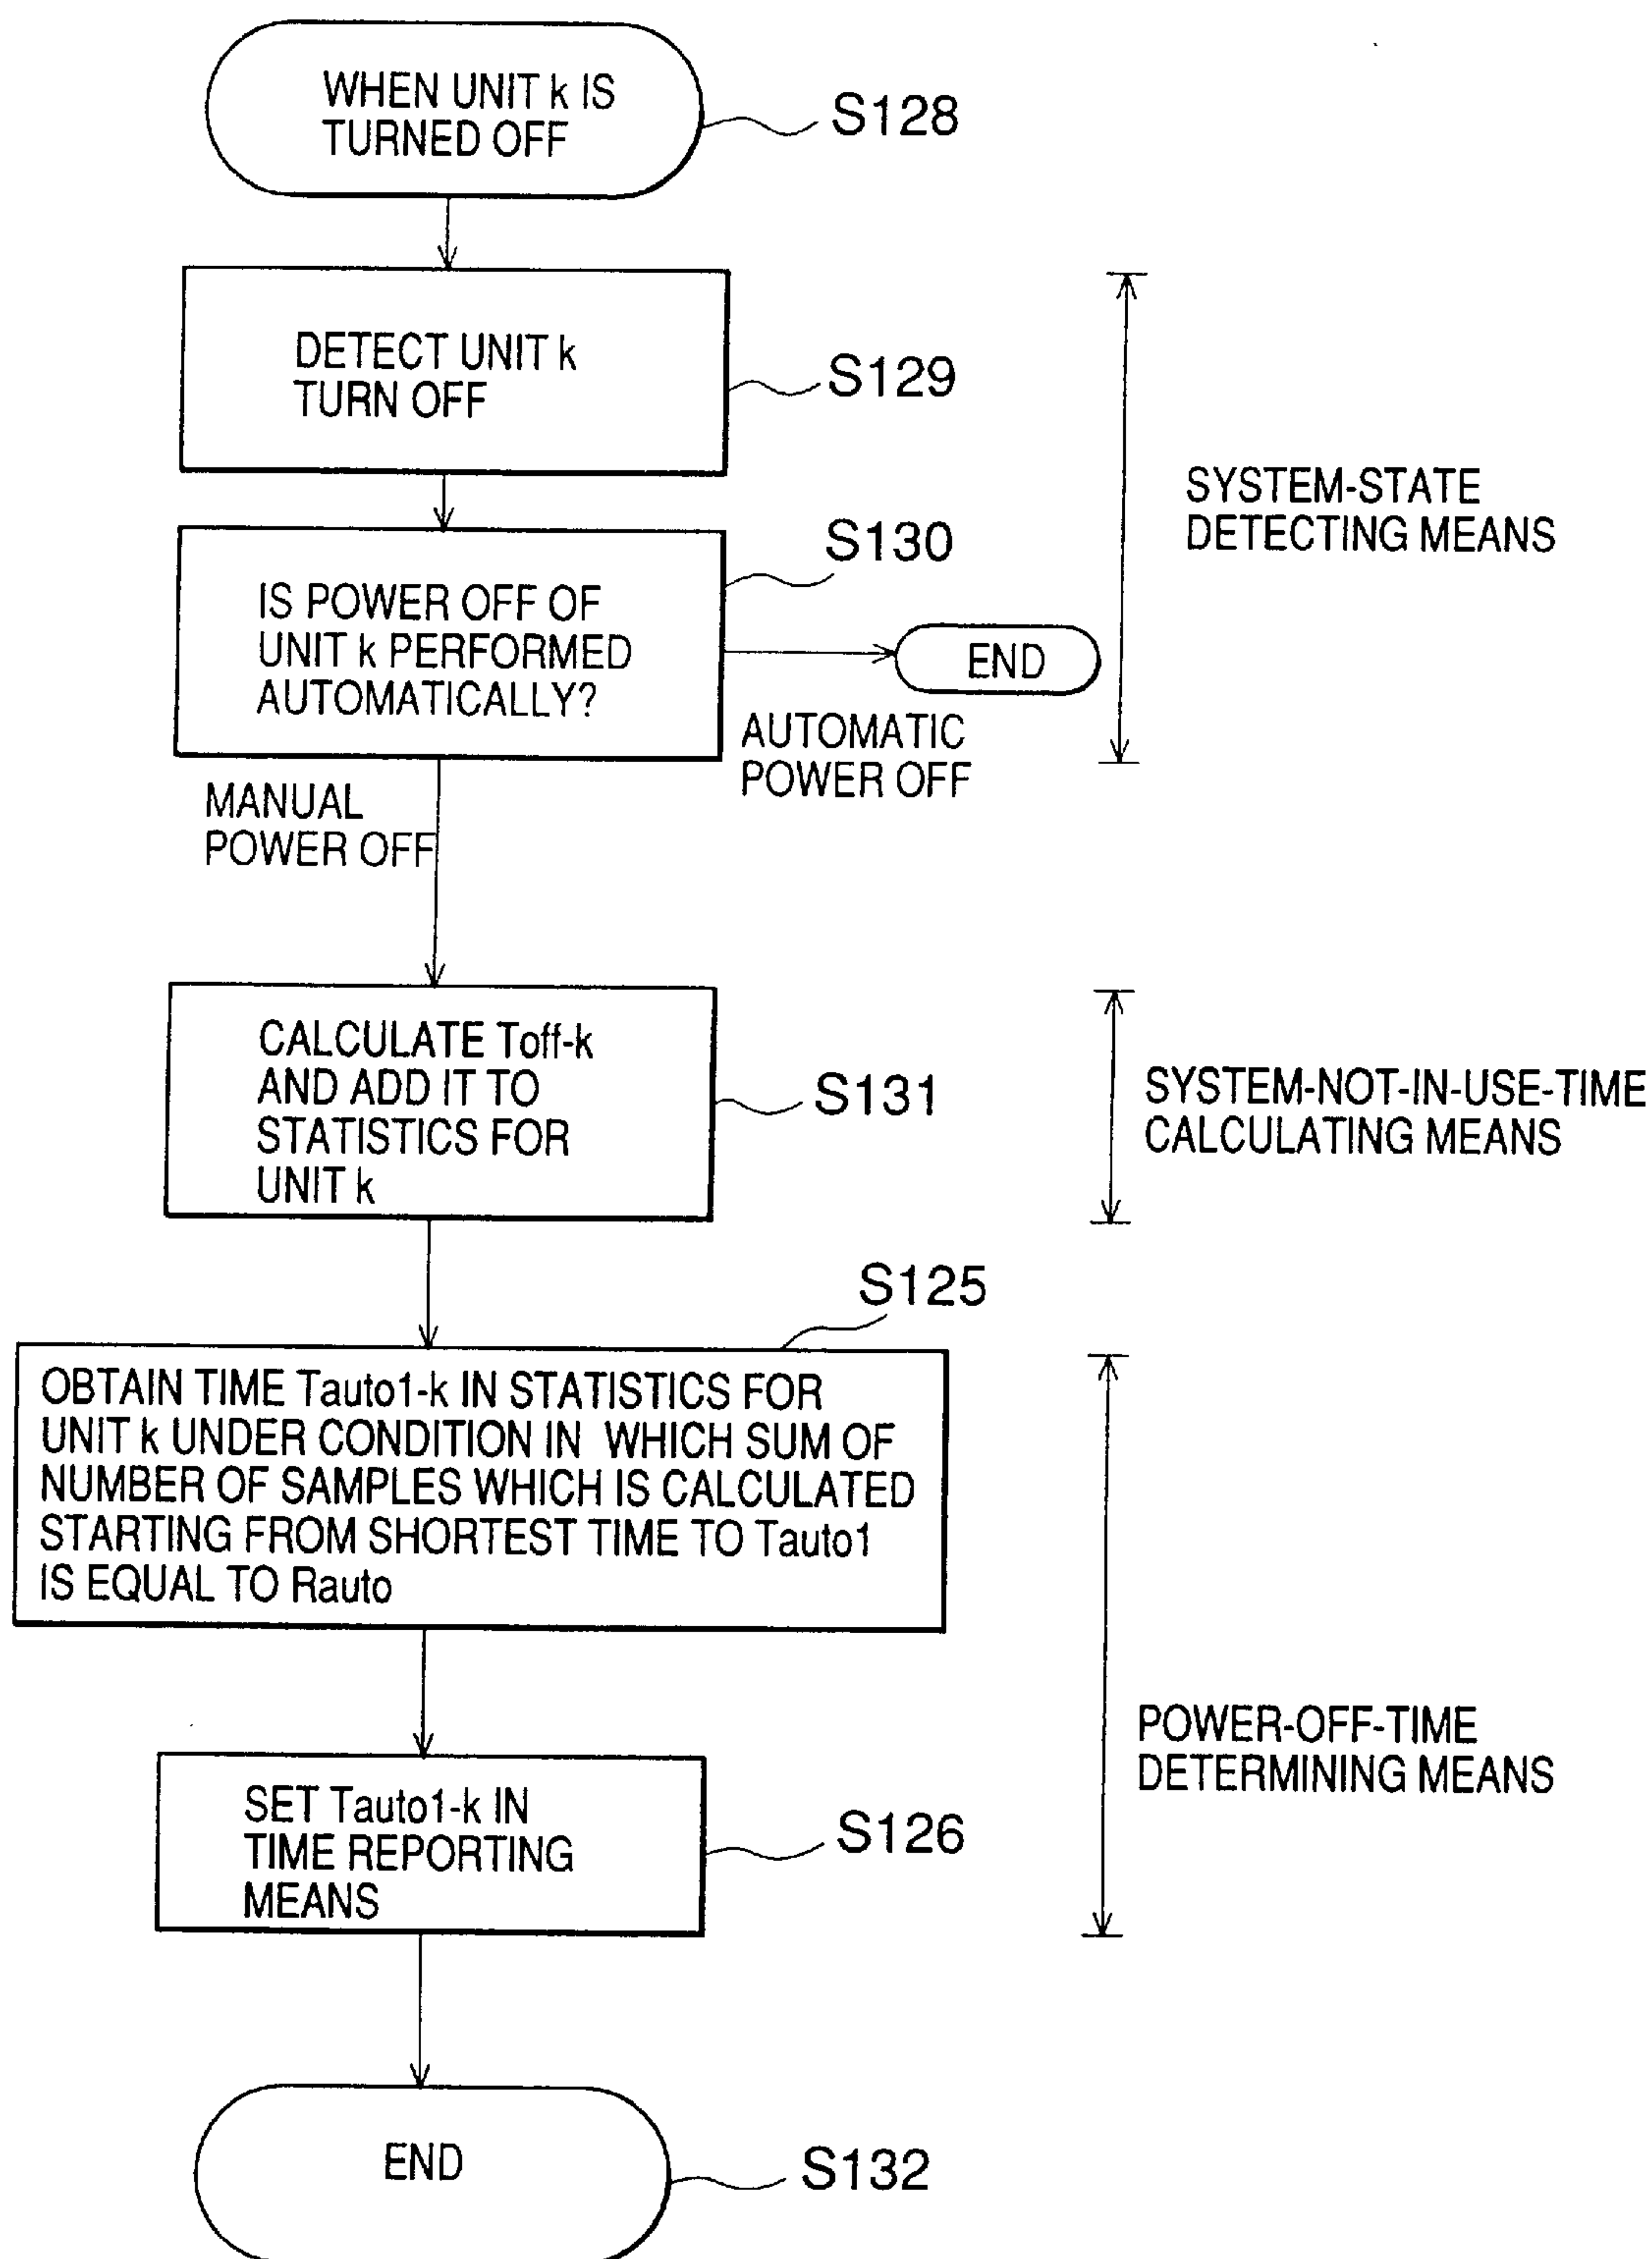 WHEN UNIT k IS
TURNED OFF
S128
DETECT UNIT k
TURN OFF
S129
SYSTEM-STATE
DETECTING MEANS
S130
IS POWER OFF OF
UNIT k PERFORMED
AUTOMATICALLY?
END
AUTOMATIC
POWER OFF
MANUAL
POWER OFF
CALCULATE Toff-k
AND ADD IT TO
STATISTICS FOR
UNIT k
S131
SYSTEM-NOT-IN-USE-TIME
CALCULATING MEANS
S125
OBTAIN TIME Tauto1-k IN STATISTICS FOR
UNIT k UNDER CONDITION IN WHICH SUM OF
NUMBER OF SAMPLES WHICH IS CALCULATED
STARTING FROM SHORTEST TIME TO Tauto1
IS EQUAL TO Rauto
POWER-OFF-TIME
DETERMINING MEANS
SET Tauto1-k IN
TIME REPORTING
MEANS
S126
END
S132